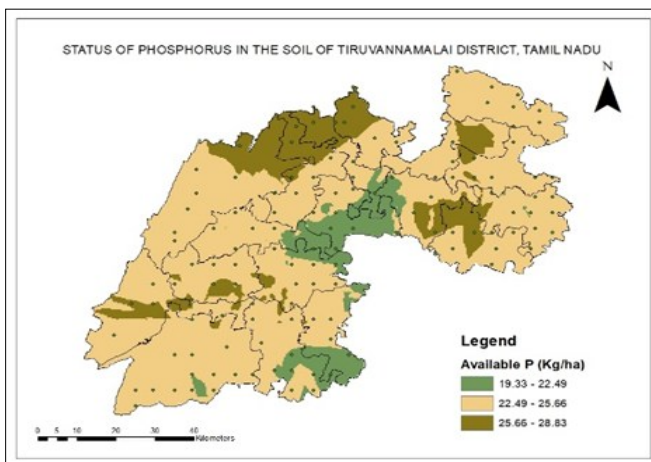 STATUS OF PHOSPHORUS IN THE SOIL OF TIRUVANNAMALAI DISTRICT, TAMIL NADU
N
Legend
Available P (Kg/ha)
19.33 - 22.49
22.49 - 25.66
25.66 - 28.83
0 5 10 20 30 40
Kilometers